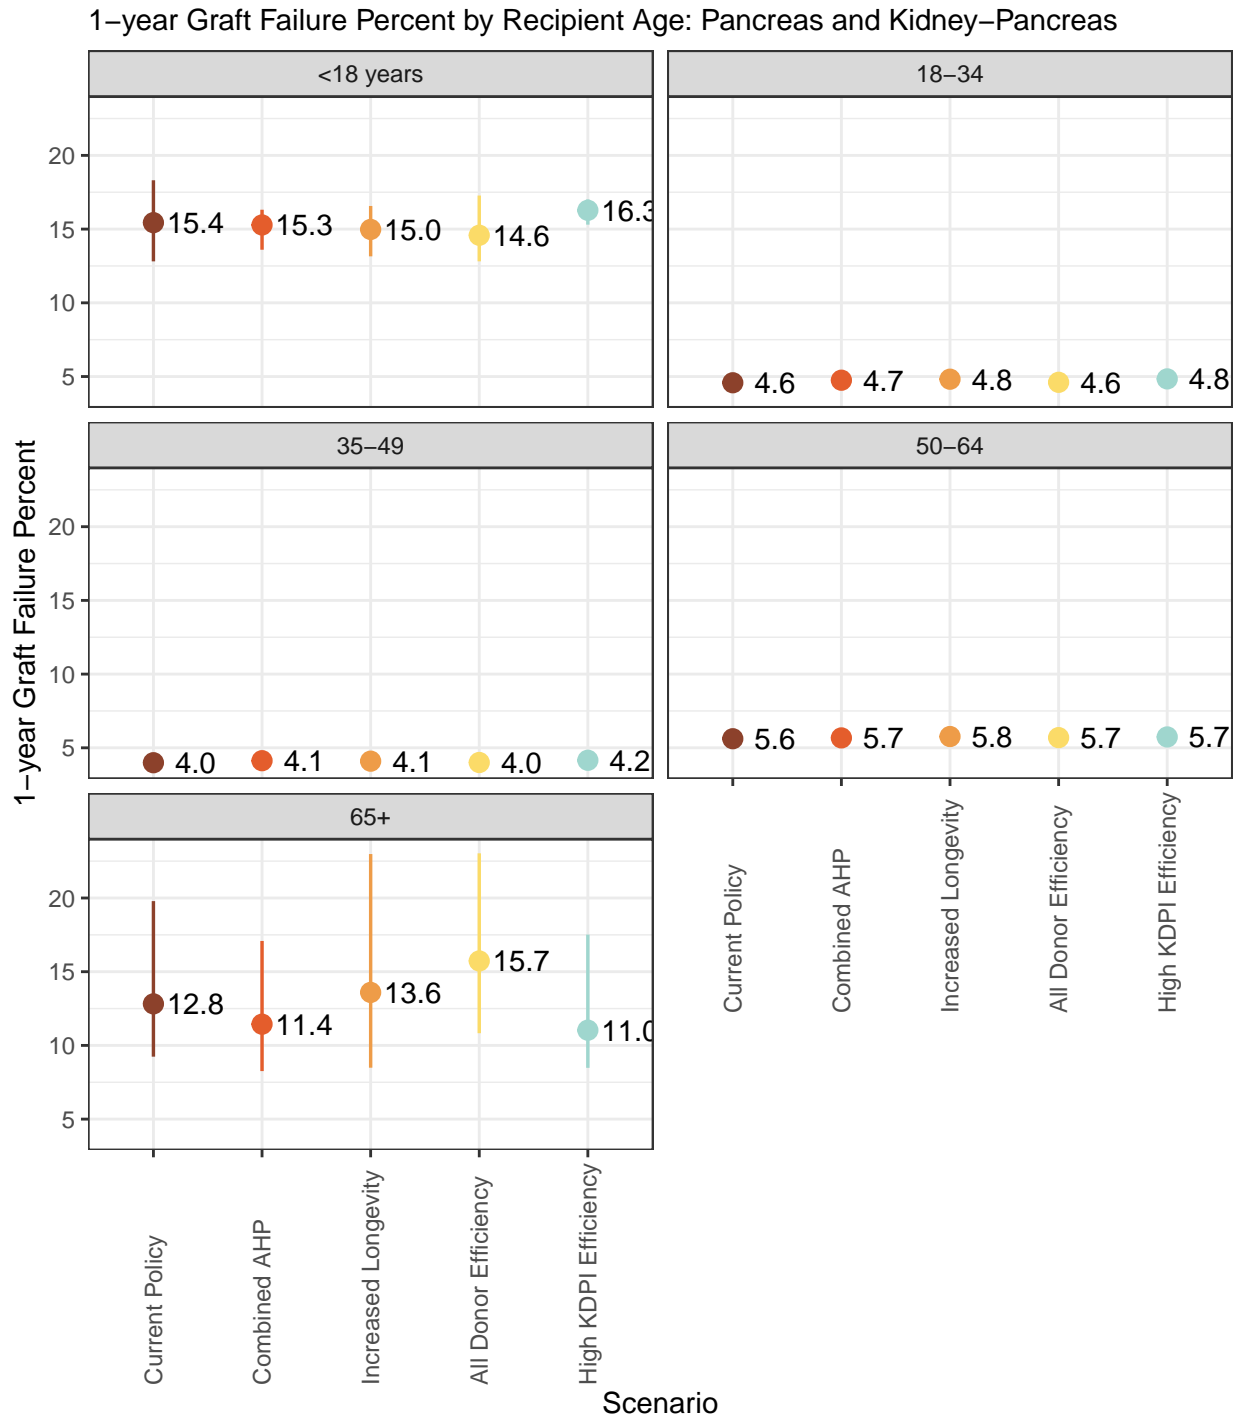 1−year Graft Failure Percent by Recipient Age: Pancreas and Kidney−Pancreas
<18 years
18−34
20
15
10
5
15.4
15.3
15.0
14.6
16.3
4.6
4.7
4.8
4.6
4.8
35−49
50−64
20
15
10
5
4.0
4.1
4.1
4.0
4.2
5.6
5.7
5.8
5.7
5.7
65+
20
15
10
5
12.8
11.4
13.6
15.7
11.0
Current Policy
Combined AHP
Increased Longevity
All Donor Efficiency
High KDPI Efficiency
Current Policy
Combined AHP
Increased Longevity
All Donor Efficiency
High KDPI Efficiency
1−year Graft Failure Percent
Scenario